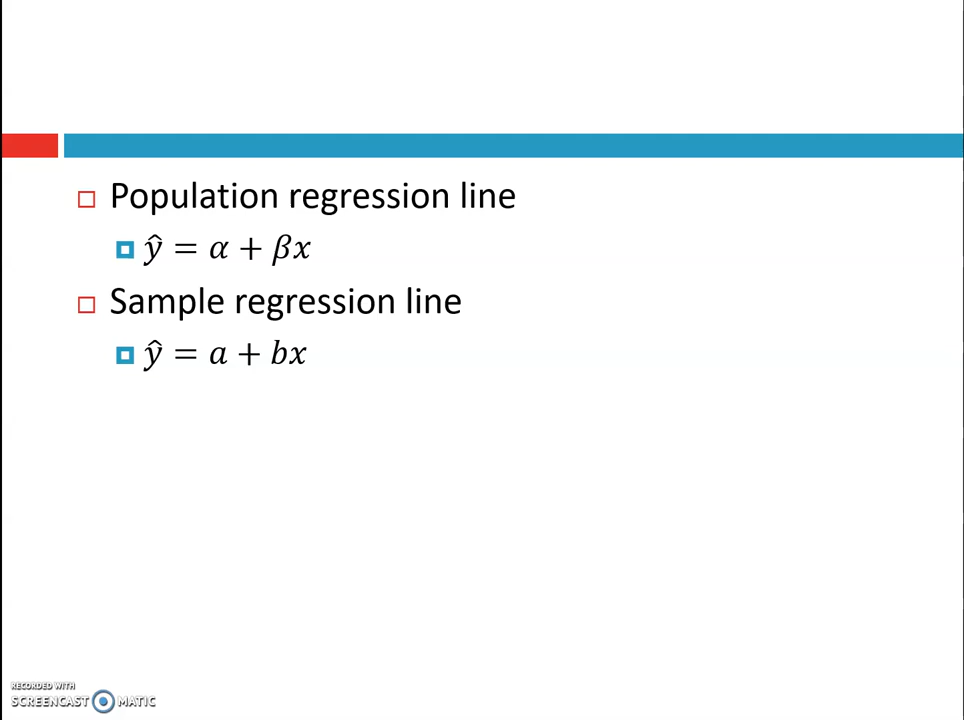 Population regression line
ŷ = α + βx
Sample regression line
ŷ = a + bx
RECORDED WITH
SCREENCAST MATIC